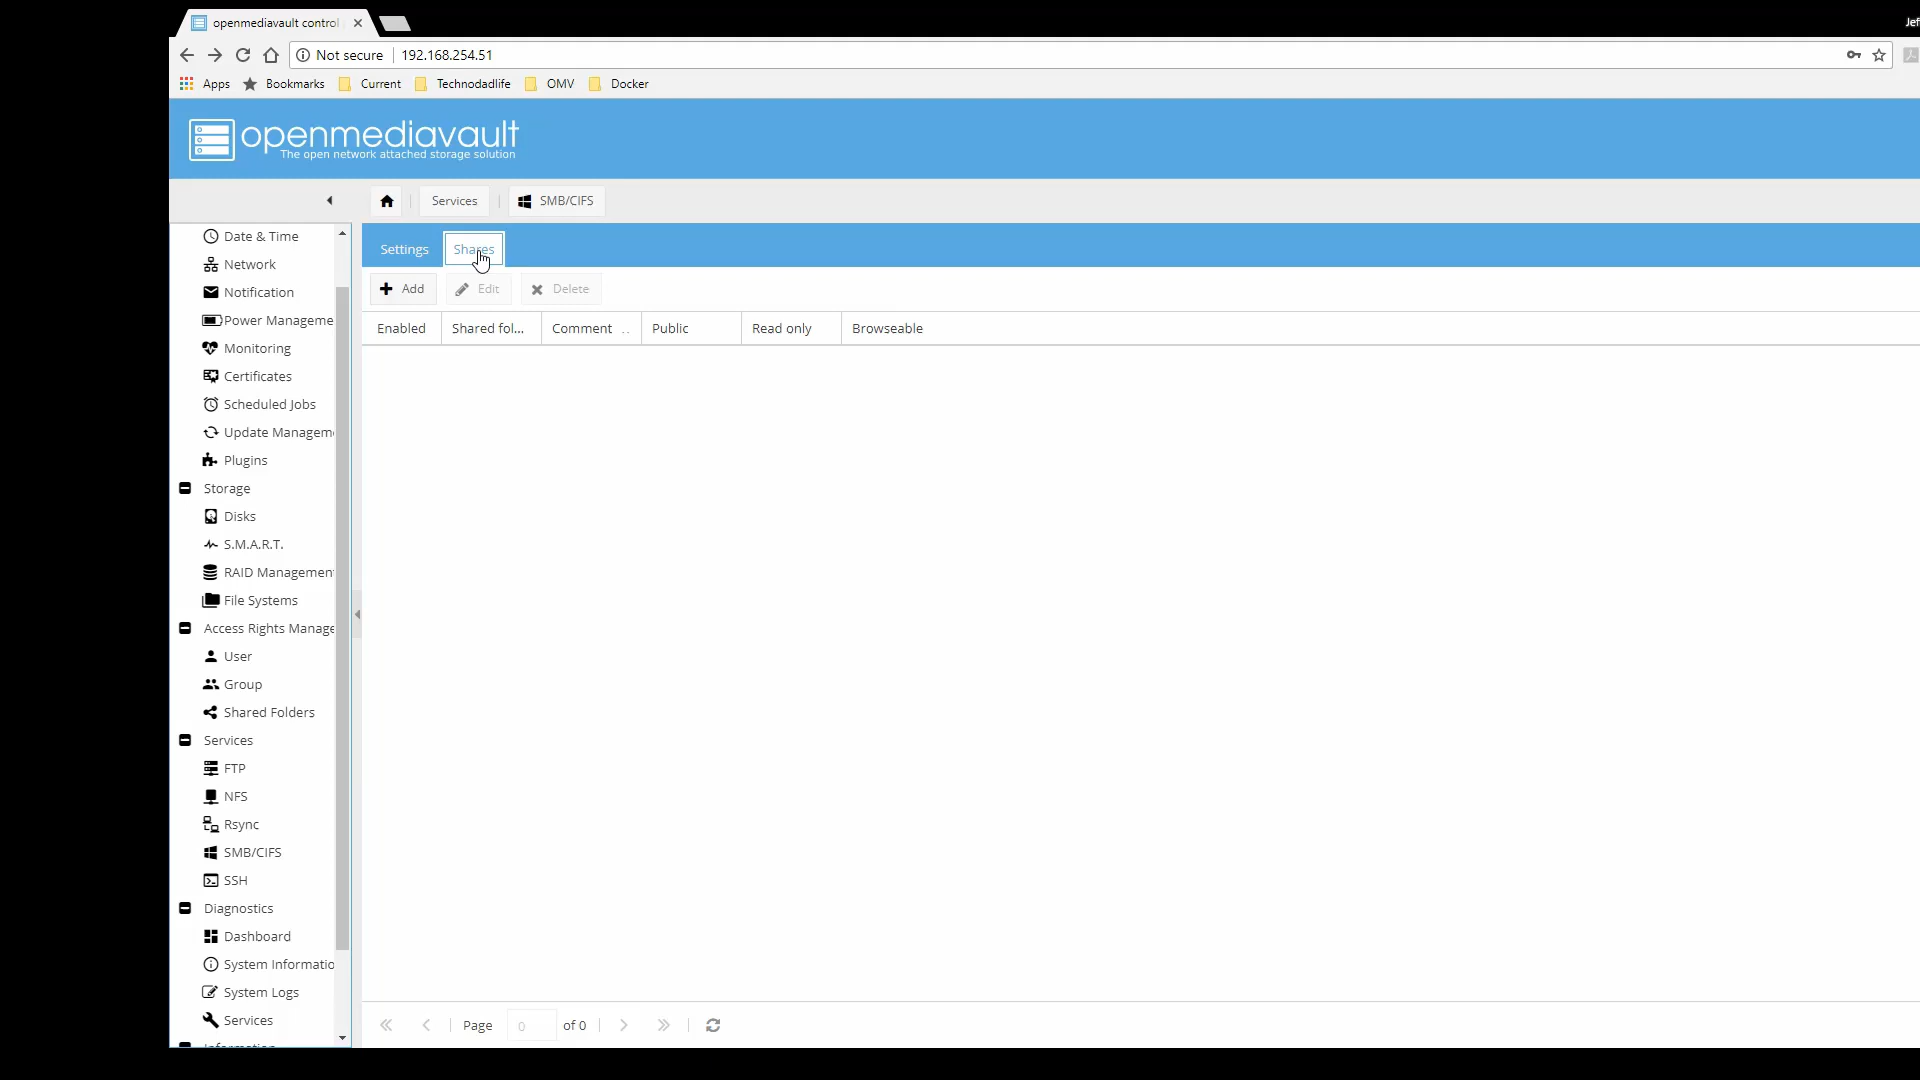 openmediavault control
Jef
Not secure
192.168.254.51
Apps
Bookmarks
Current
Technodadlife
OMV
Docker
openmediavault
The open network attached storage solution
Services
SMB/CIFS
Date & Time
Network
Notification
Power Manageme
Monitoring
Certificates
Scheduled Jobs
Update Managem
Plugins
Storage
Disks
S.M.A.R.T.
RAID Management
File Systems
Access Rights Manage
User
Group
Shared Folders
Services
FTP
NFS
Rsync
SMB/CIFS
SSH
Diagnostics
Dashboard
System Informatio
System Logs
Services
Information
Settings
Shares
Add
Edit
Delete
Enabled
Shared fol...
Comment ..
Public
Read only
Browseable
Page 0 of 0